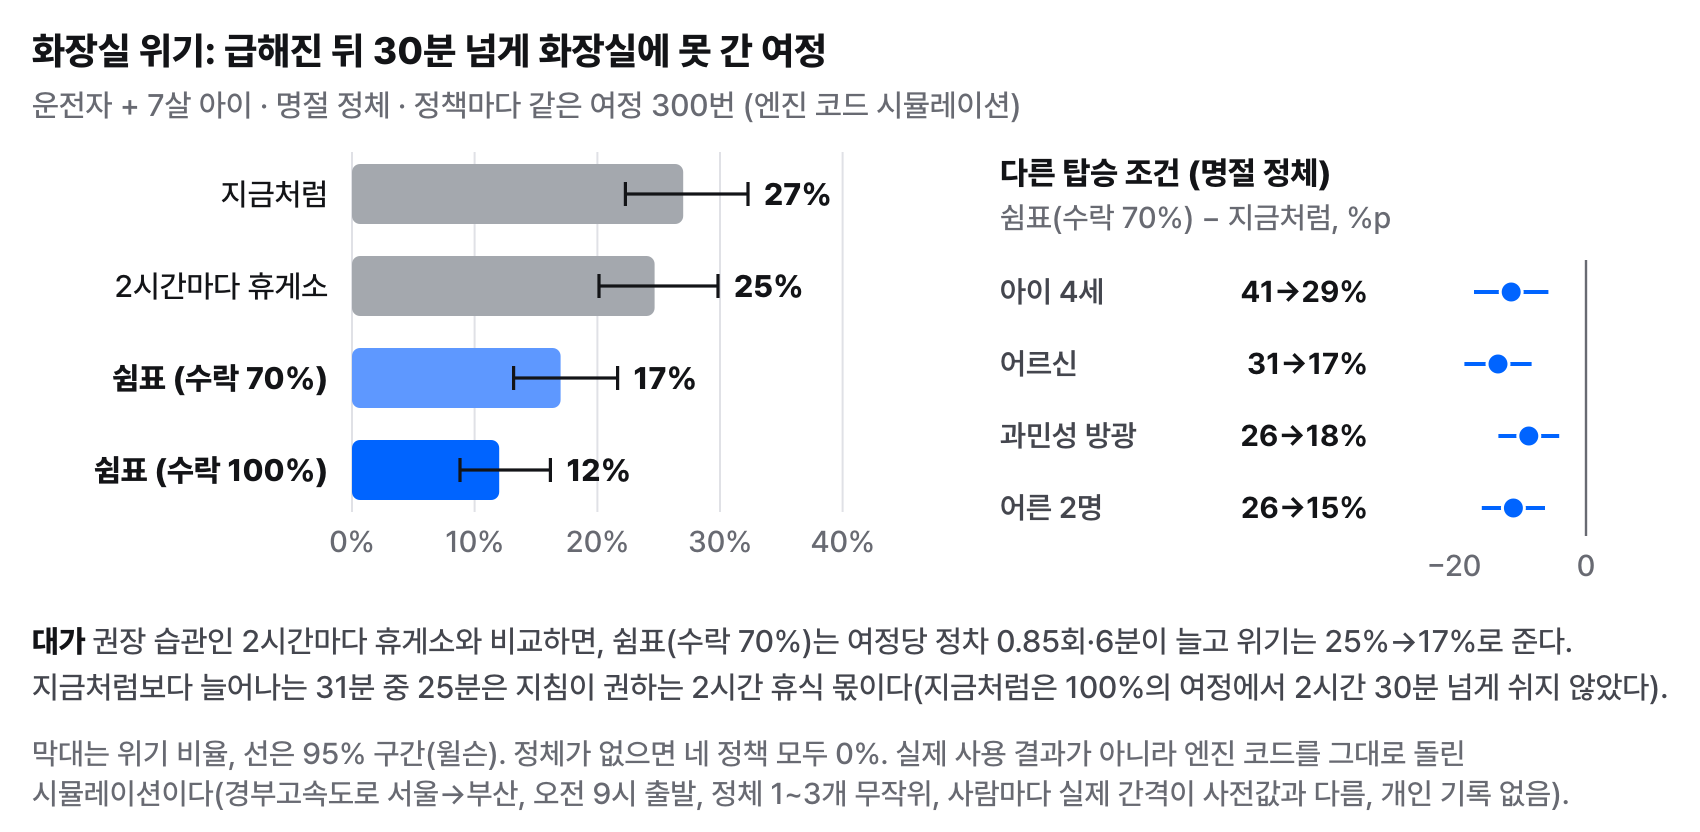 화장실 위기: 급해진 뒤 30분 넘게 화장실에 못 간 여정
운전자 + 7살 아이 · 명절 정체 · 정책마다 같은 여정 300번 (엔진 코드 시뮬레이션)
지금처럼
27%
2시간마다 휴게소
25%
쉼표 (수락 70%)
17%
쉼표 (수락 100%)
12%
0% 10% 20% 30% 40%
다른 탑승 조건 (명절 정체)
쉼표(수락 70%) − 지금처럼, %p
아이 4세 41→29%
어르신 31→17%
과민성 방광 26→18%
어른 2명 26→15%
−20 0
대가 권장 습관인 2시간마다 휴게소와 비교하면, 쉼표(수락 70%)는 여정당 정차 0.85회·6분이 늘고 위기는 25%→17%로 준다.
지금처럼보다 늘어나는 31분 중 25분은 지침이 권하는 2시간 휴식 몫이다(지금처럼은 100%의 여정에서 2시간 30분 넘게 쉬지 않았다).
막대는 위기 비율, 선은 95% 구간(윌슨). 정체가 없으면 네 정책 모두 0%. 실제 사용 결과가 아니라 엔진 코드를 그대로 돌린
시뮬레이션이다(경부고속도로 서울→부산, 오전 9시 출발, 정체 1~3개 무작위, 사람마다 실제 간격이 사전값과 다름, 개인 기록 없음).